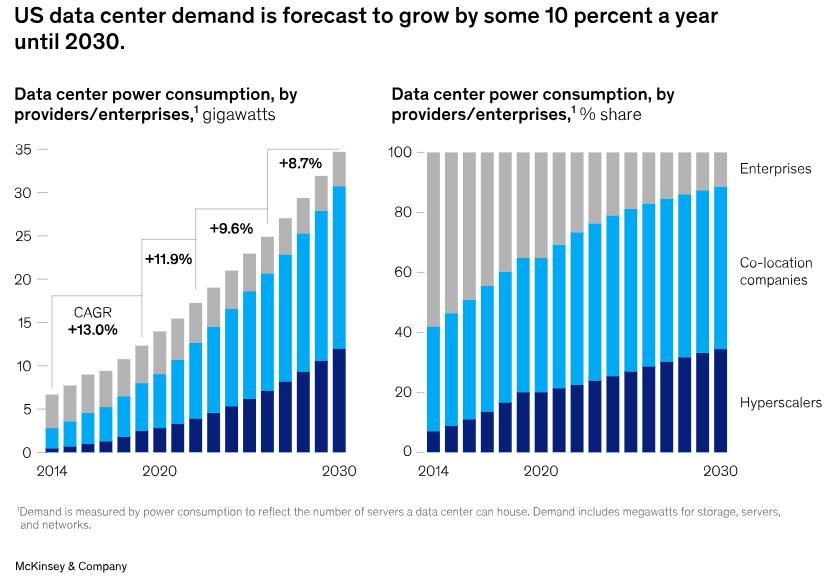 US data center demand is forecast to grow by some 10 percent a year
until 2030.
Data center power consumption, by
providers/enterprises,¹ gigawatts
35
30
25
20
15
10
5
0
CAGR
+13.0%
+11.9%
+9.6%
+8.7%
2014
2020
2030
Data center power consumption, by
providers/enterprises,¹ % share
100
80
60
40
20
0
2014
2020
2030
Enterprises
Co-location
companies
Hyperscalers
¹Demand is measured by power consumption to reflect the number of servers a data center can house. Demand includes megawatts for storage, servers,
and networks.
McKinsey & Company